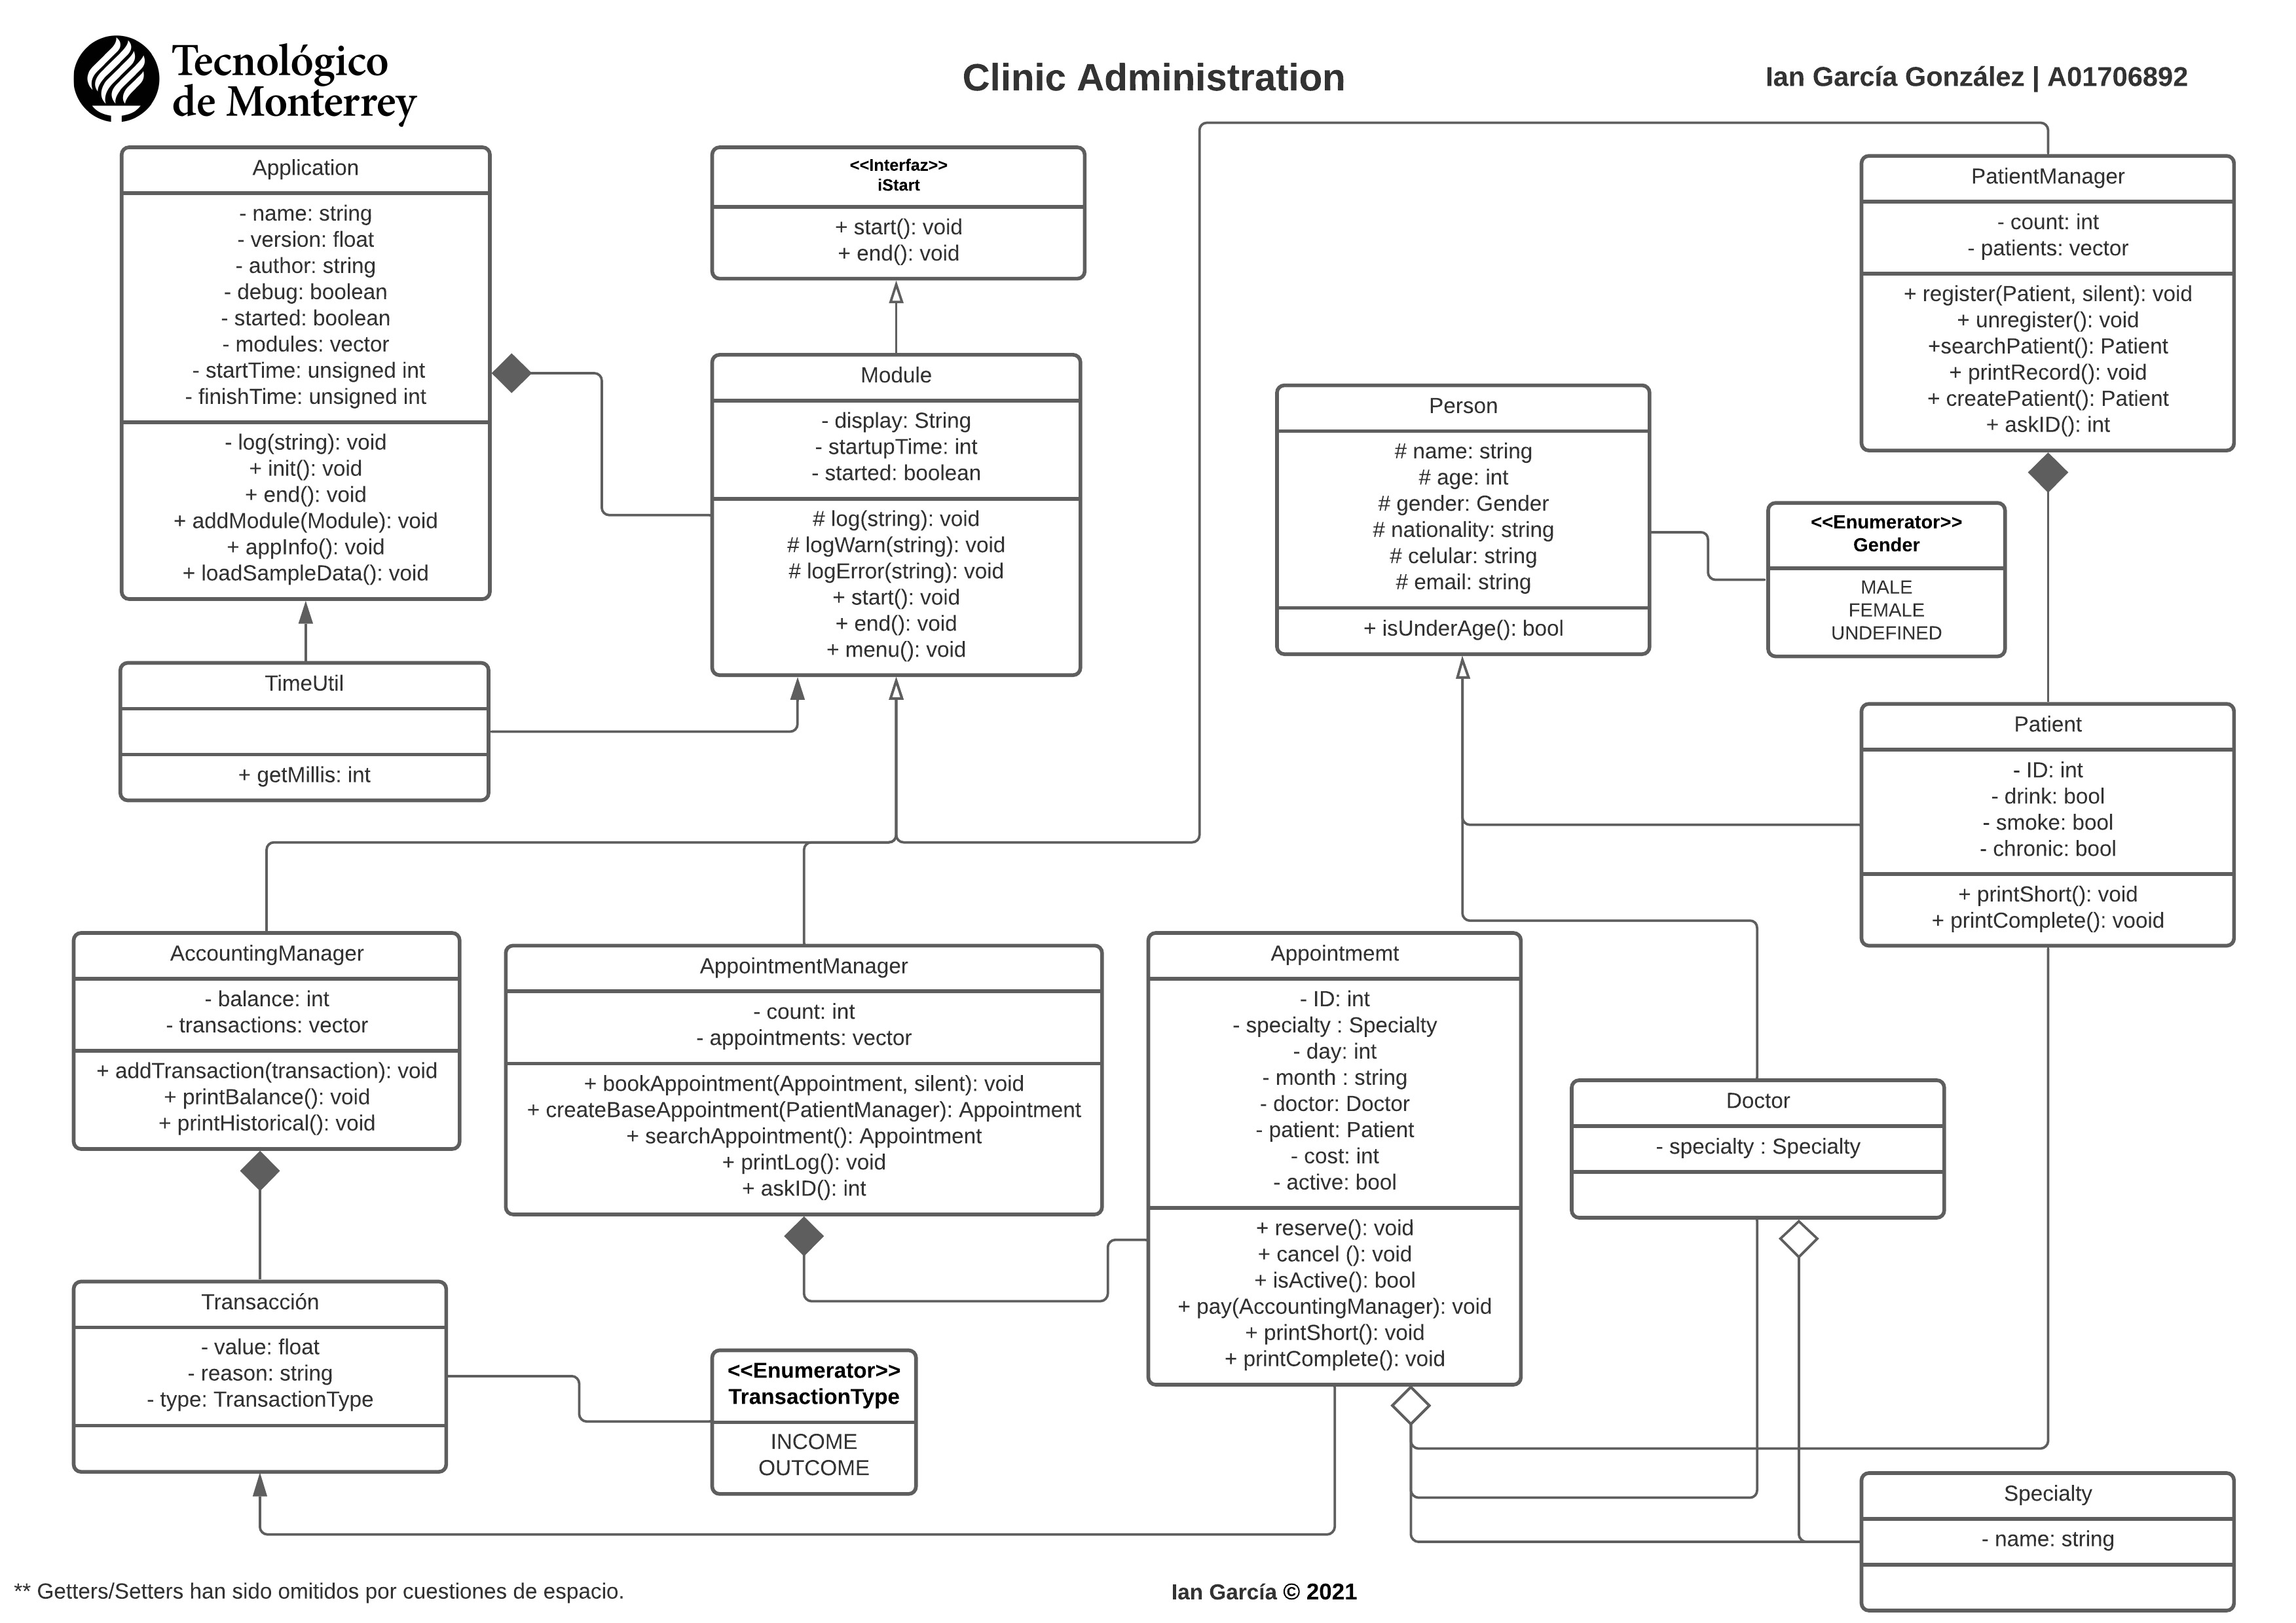 Tecnológico
de Monterrey
Clinic Administration
Ian García González | A01706892
Application
- name: string
- version: float
- author: string
- debug: boolean
- started: boolean
- modules: vector
- startTime: unsigned int
- finishTime: unsigned int
- log(string): void
+ init(): void
+ end(): void
+ addModule(Module): void
+ appInfo(): void
+ loadSampleData(): void
<<Interfaz>>
iStart
+ start(): void
+ end(): void
PatientManager
- count: int
- patients: vector
+ register(Patient, silent): void
+ unregister(): void
+searchPatient(): Patient
+ printRecord(): void
+ createPatient(): Patient
+ askID(): int
Module
- display: String
- startupTime: int
- started: boolean
# log(string): void
# logWarn(string): void
# logError(string): void
+ start(): void
+ end(): void
+ menu(): void
Person
# name: string
# age: int
# gender: Gender
# nationality: string
# celular: string
# email: string
+ isUnderAge(): bool
<<Enumerator>>
Gender
MALE
FEMALE
UNDEFINED
TimeUtil
+ getMillis: int
Patient
- ID: int
- drink: bool
- smoke: bool
- chronic: bool
+ printShort(): void
+ printComplete(): vooid
AccountingManager
- balance: int
- transactions: vector
+ addTransaction(transaction): void
+ printBalance(): void
+ printHistorical(): void
AppointmentManager
- count: int
- appointments: vector
+ bookAppointment(Appointment, silent): void
+ createBaseAppointment(PatientManager): Appointment
+ searchAppointment(): Appointment
+ printLog(): void
+ askID(): int
Appointmemt
- ID: int
- specialty : Specialty
- day: int
- month : string
- doctor: Doctor
- patient: Patient
- cost: int
- active: bool
+ reserve(): void
+ cancel (): void
+ isActive(): bool
+ pay(AccountingManager): void
+ printShort(): void
+ printComplete(): void
Doctor
- specialty : Specialty
Transacción
- value: float
- reason: string
- type: TransactionType
<<Enumerator>>
TransactionType
INCOME
OUTCOME
Specialty
- name: string
** Getters/Setters han sido omitidos por cuestiones de espacio.
Ian García © 2021